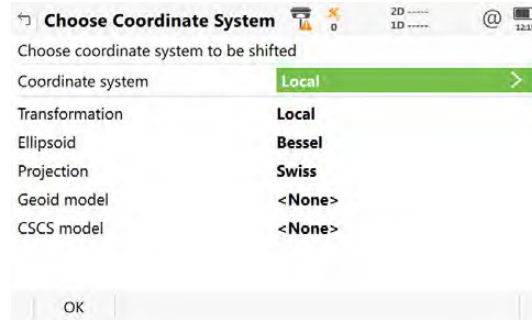 Choose Coordinate System
0
2D -----
1D -----
@
Choose coordinate system to be shifted
Coordinate system Local
Transformation Local
Ellipsoid Bessel
Projection Swiss
Geoid model <None>
CSCS model <None>
OK